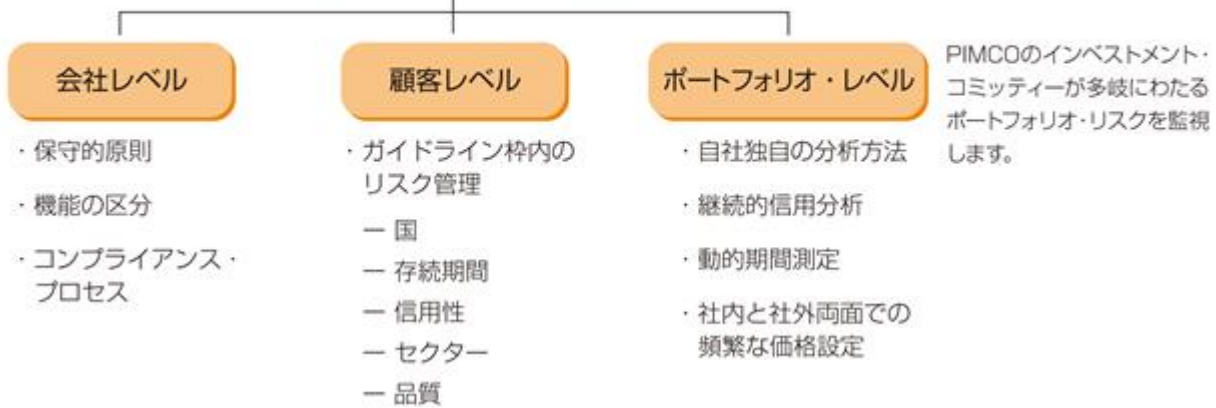 会社レベル
・保守的原則
・機能の区分
・コンプライアンス・
プロセス
顧客レベル
・ガイドライン枠内の
リスク管理
ー 国
ー 存続期間
ー 信用性
ー セクター
ー 品質
ポートフォリオ・レベル
・自社独自の分析方法
・継続的信用分析
・動的期間測定
・社内と社外両面での
頻繁な価格設定
PIMCOのインベストメント・
コミッティーが多岐にわたる
ポートフォリオ・リスクを監視
します。